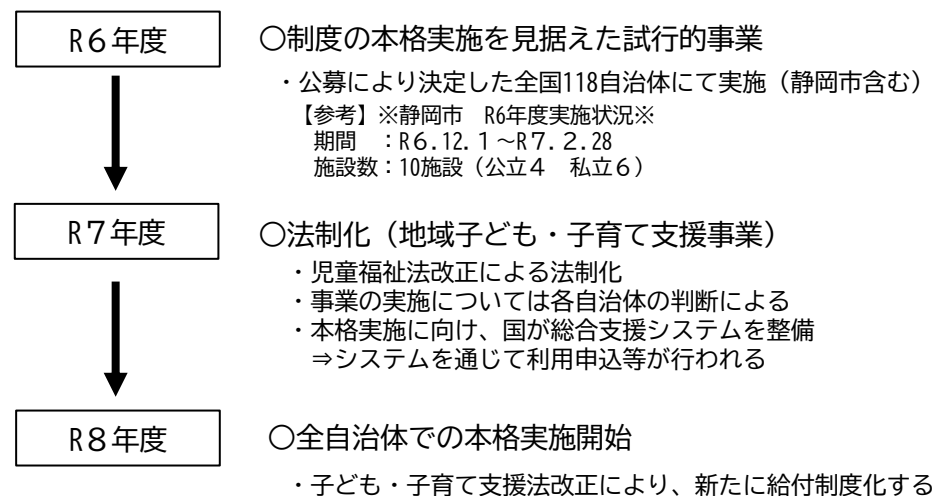 R6年度
○制度の本格実施を見据えた試行的事業
・公募により決定した全国118自治体にて実施（静岡市含む）
【参考】※静岡市　R6年度実施状況※
期間　：R6.12.1～R7.2.28
施設数：10施設（公立4　私立6）
R7年度
○法制化（地域子ども・子育て支援事業）
・児童福祉法改正による法制化
・事業の実施については各自治体の判断による
・本格実施に向け、国が総合支援システムを整備
⇒システムを通じて利用申込等が行われる
R8年度
○全自治体での本格実施開始
・子ども・子育て支援法改正により、新たに給付制度化する